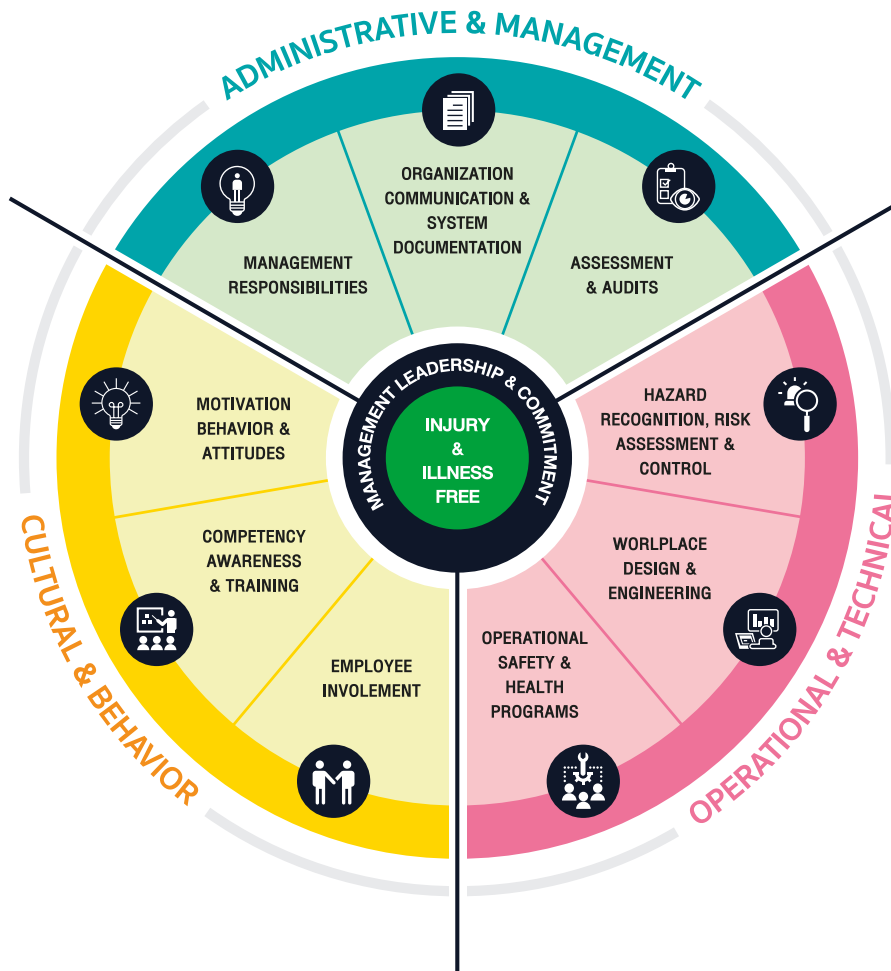 ADMINISTRATIVE & MANAGEMENT
ORGANIZATION
COMMUNICATION &
SYSTEM
DOCUMENTATION
MANAGEMENT
RESPONSIBILITIES
ASSESSMENT
& AUDITS
MOTIVATION
BEHAVIOR &
ATTITUDES
COMPETENCY
AWARENESS
& TRAINING
EMPLOYEE
INVOLEMENT
CULTURAL & BEHAVIOR
MANAGEMENT LEADERSHIP & COMMITMENT
INJURY
&
ILLNESS
FREE
HAZARD
RECOGNITION, RISK
ASSESSMENT &
CONTROL
WORLPLACE
DESIGN &
ENGINEERING
OPERATIONAL
SAFETY &
HEALTH
PROGRAMS
OPERATIONAL & TECHNICAL